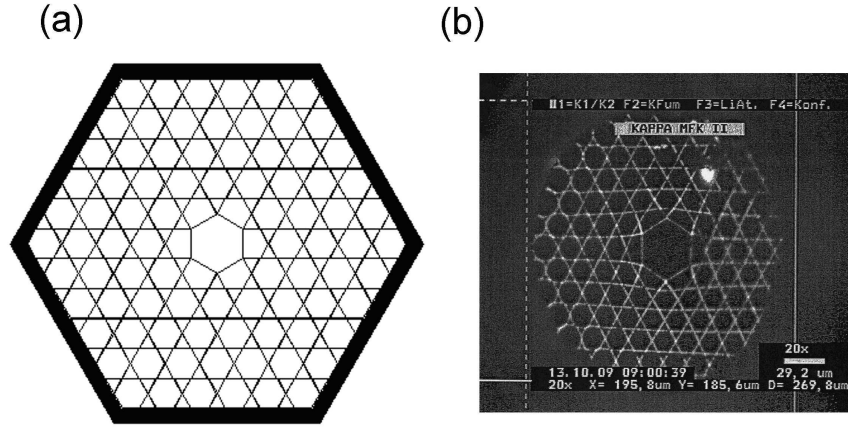 (a)
(b)
U1=K1/K2 F2=KFum F3=LiAt. F4=Konf.
KAPPA MFK II
20x
29,2 um
13.10.09 09:00:39
20x X= 195,8um Y= 185,6um D= 269,8um